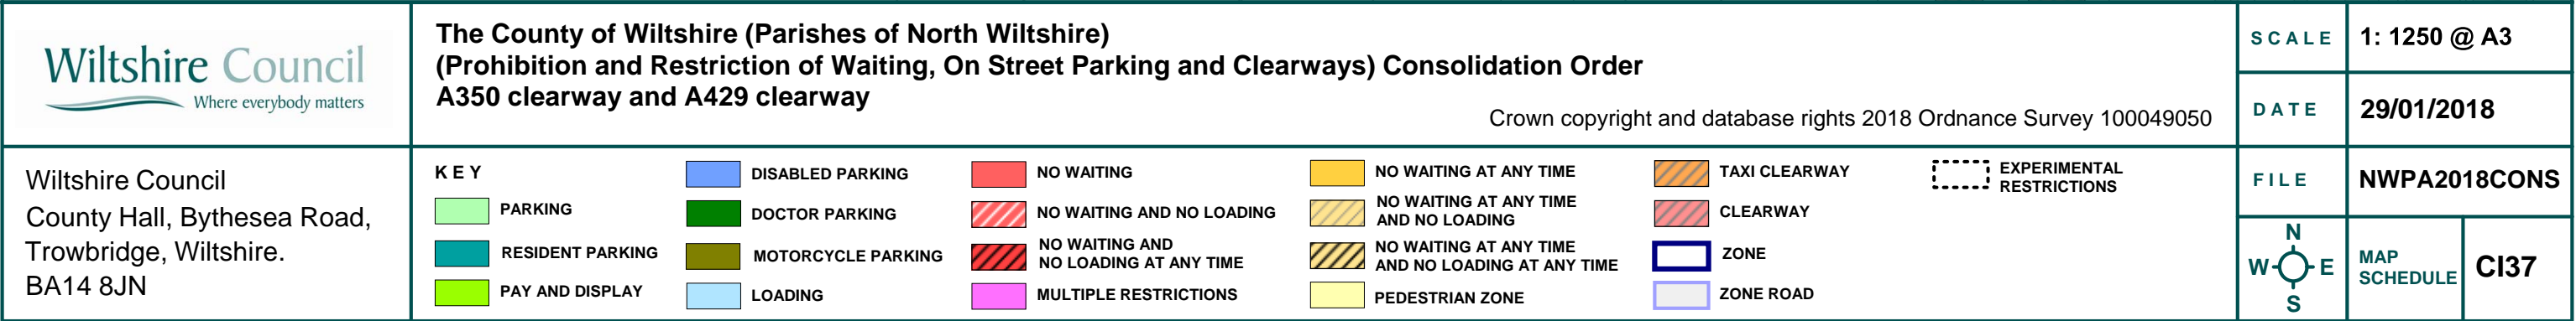 Wiltshire Council
Where everybody matters
The County of Wiltshire (Parishes of North Wiltshire)
(Prohibition and Restriction of Waiting, On Street Parking and Clearways) Consolidation Order
A350 clearway and A429 clearway
Crown copyright and database rights 2018 Ordnance Survey 100049050
SCALE
1: 1250 @ A3
DATE
29/01/2018
Wiltshire Council
County Hall, Bythesea Road,
Trowbridge, Wiltshire.
BA14 8JN
KEY
PARKING
RESIDENT PARKING
PAY AND DISPLAY
DISABLED PARKING
DOCTOR PARKING
MOTORCYCLE PARKING
LOADING
NO WAITING
NO WAITING AND NO LOADING
NO WAITING AND
NO LOADING AT ANY TIME
MULTIPLE RESTRICTIONS
NO WAITING AT ANY TIME
NO WAITING AT ANY TIME
AND NO LOADING
NO WAITING AT ANY TIME
AND NO LOADING AT ANY TIME
PEDESTRIAN ZONE
TAXI CLEARWAY
CLEARWAY
ZONE
ZONE ROAD
EXPERIMENTAL
RESTRICTIONS
FILE
NWPA2018CONS
N
W E
S
MAP
SCHEDULE
CI37